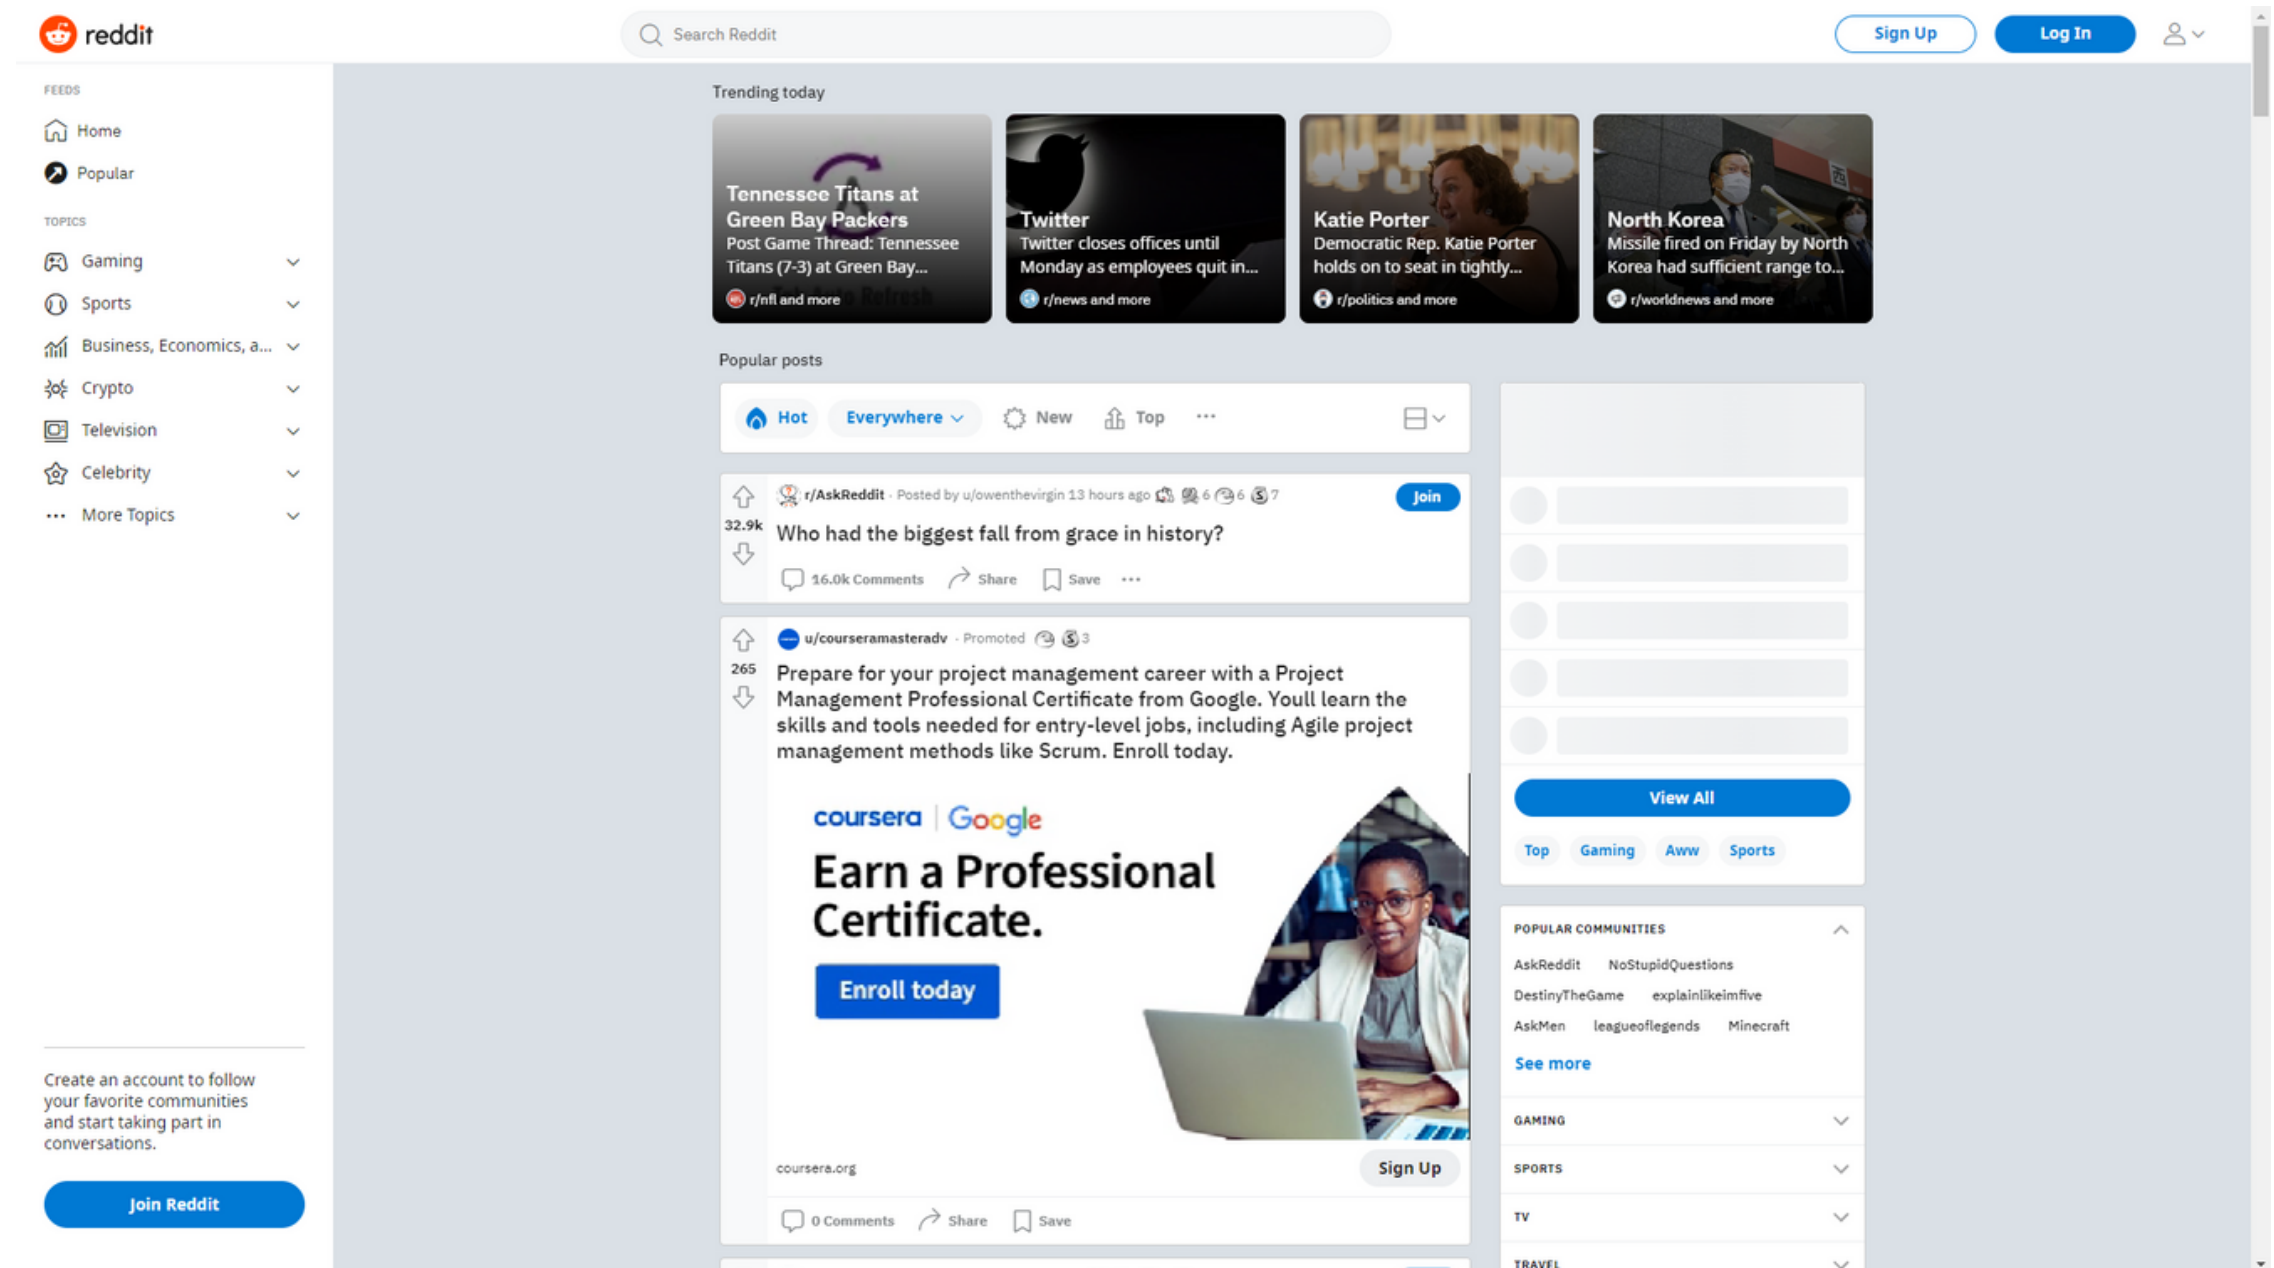 reddit
Search Reddit
Sign Up
Log In
FEEDS
Home
Popular
TOPICS
Gaming
Sports
Business, Economics, a...
Crypto
Television
Celebrity
More Topics
Create an account to follow
your favorite communities
and start taking part in
conversations.
Join Reddit
Trending today
Tennessee Titans at
Green Bay Packers
Post Game Thread: Tennessee
Titans (7-3) at Green Bay...
r/nfl and more
Twitter
Twitter closes offices until
Monday as employees quit in...
r/news and more
Katie Porter
Democratic Rep. Katie Porter
holds on to seat in tightly...
r/politics and more
North Korea
Missile fired on Friday by North
Korea had sufficient range to...
r/worldnews and more
Popular posts
Hot Everywhere New Top ...
r/AskReddit · Posted by u/owenthevirgin 13 hours ago 6 6 7
Join
32.9k
Who had the biggest fall from grace in history?
16.0k Comments Share Save ...
u/courseramasteradv · Promoted 3
265
Prepare for your project management career with a Project
Management Professional Certificate from Google. Youll learn the
skills and tools needed for entry-level jobs, including Agile project
management methods like Scrum. Enroll today.
coursera | Google
Earn a Professional
Certificate.
Enroll today
coursera.org
Sign Up
0 Comments Share Save
View All
Top Gaming Aww Sports
POPULAR COMMUNITIES
AskReddit NoStupidQuestions
DestinyTheGame explainlikeimfive
AskMen leagueoflegends Minecraft
See more
GAMING
SPORTS
TV
TRAVEL